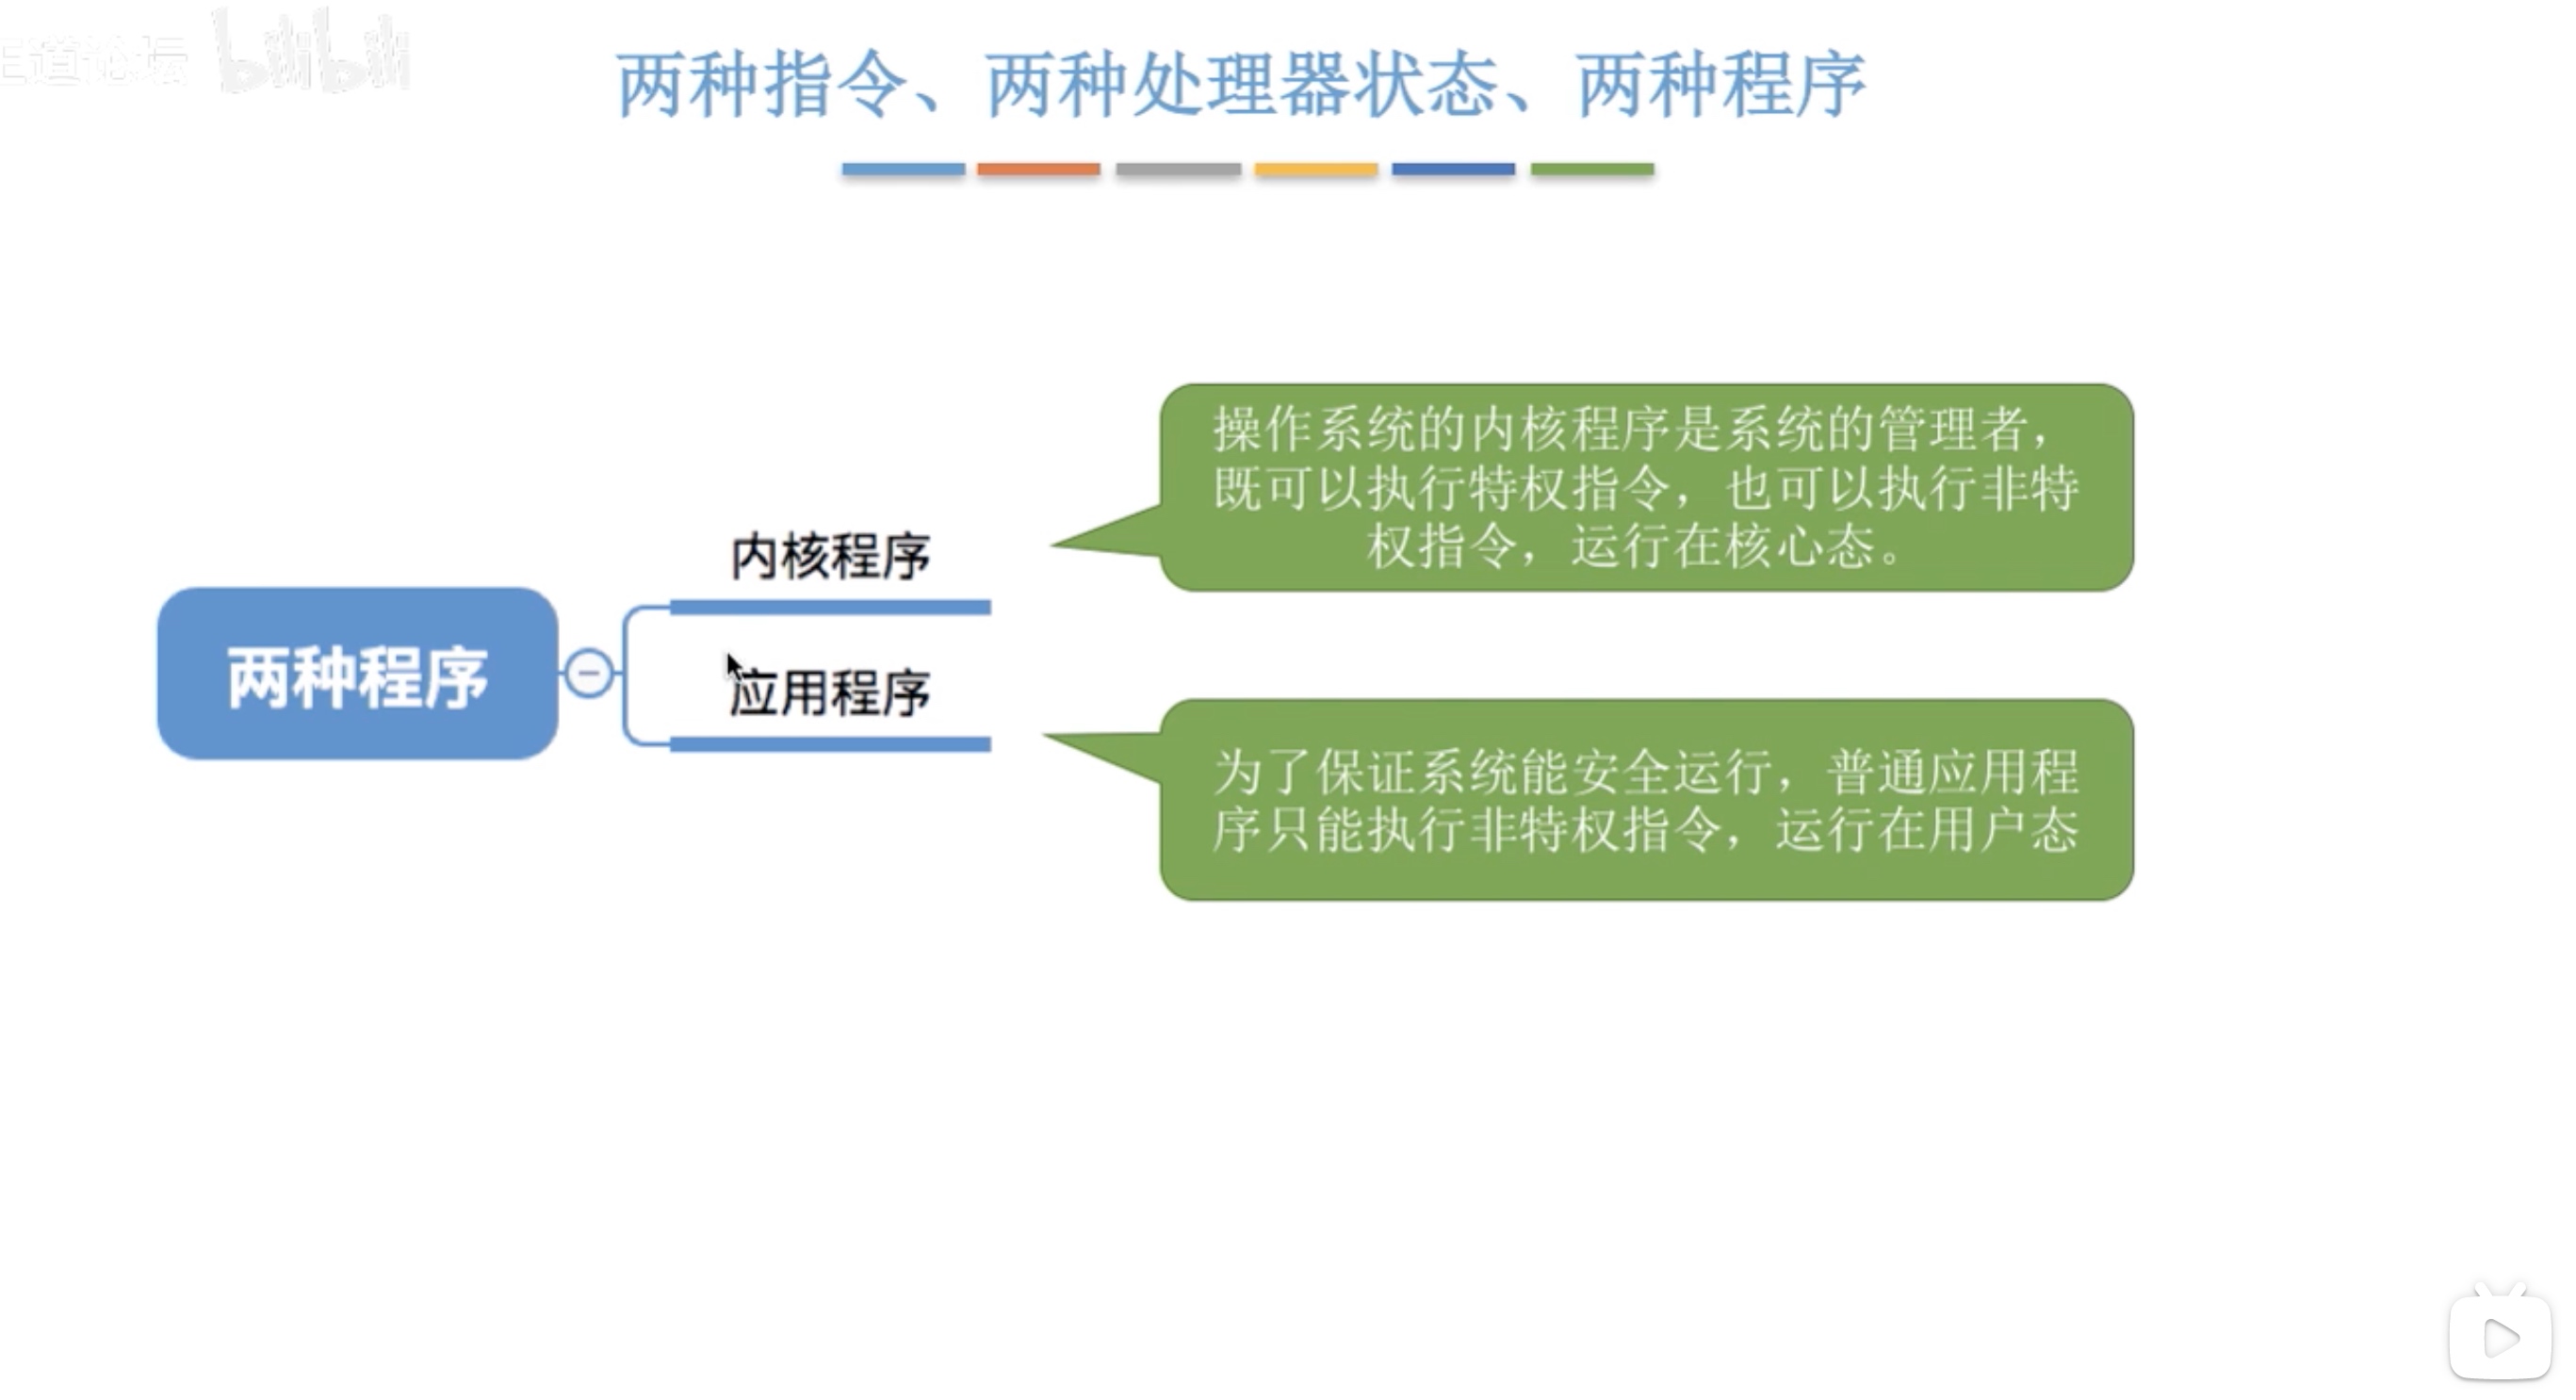 道论坛 bilibili
两种指令、两种处理器状态、两种程序
操作系统的内核程序是系统的管理者，
既可以执行特权指令，也可以执行非特
权指令，运行在核心态。
内核程序
两种程序
应用程序
为了保证系统能安全运行，普通应用程
序只能执行非特权指令，运行在用户态